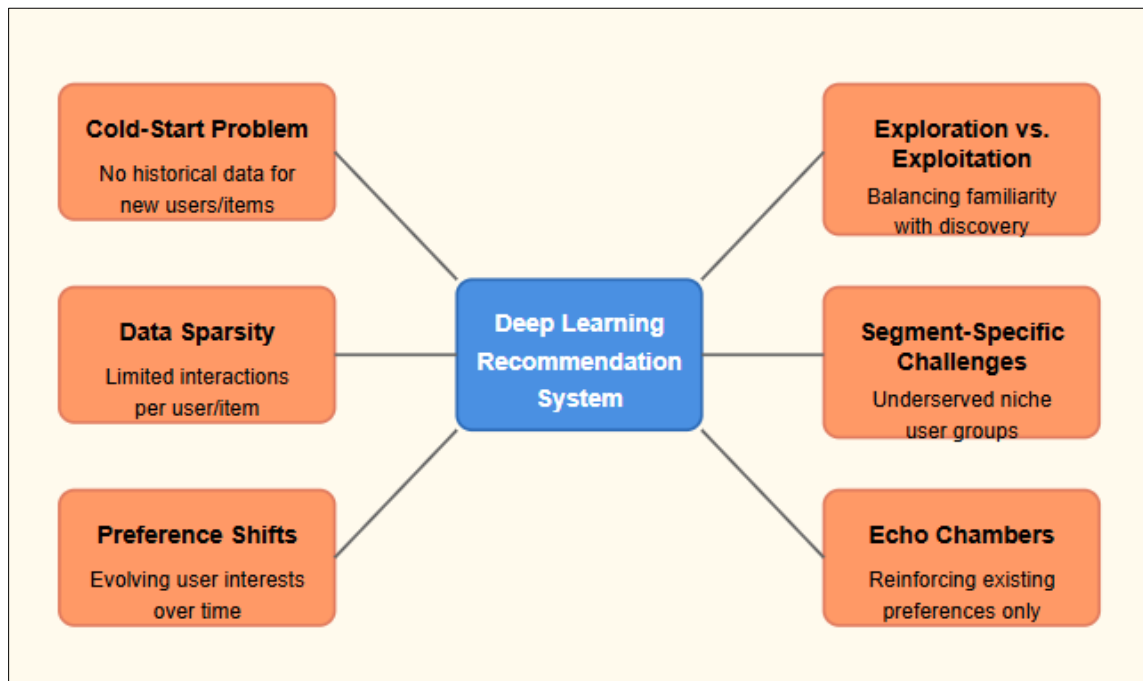 Cold-Start Problem
No historical data for
new users/items
Data Sparsity
Limited interactions
per user/item
Preference Shifts
Evolving user interests
over time
Deep Learning
Recommendation
System
Exploration vs.
Exploitation
Balancing familiarity
with discovery
Segment-Specific
Challenges
Underserved niche
user groups
Echo Chambers
Reinforcing existing
preferences only